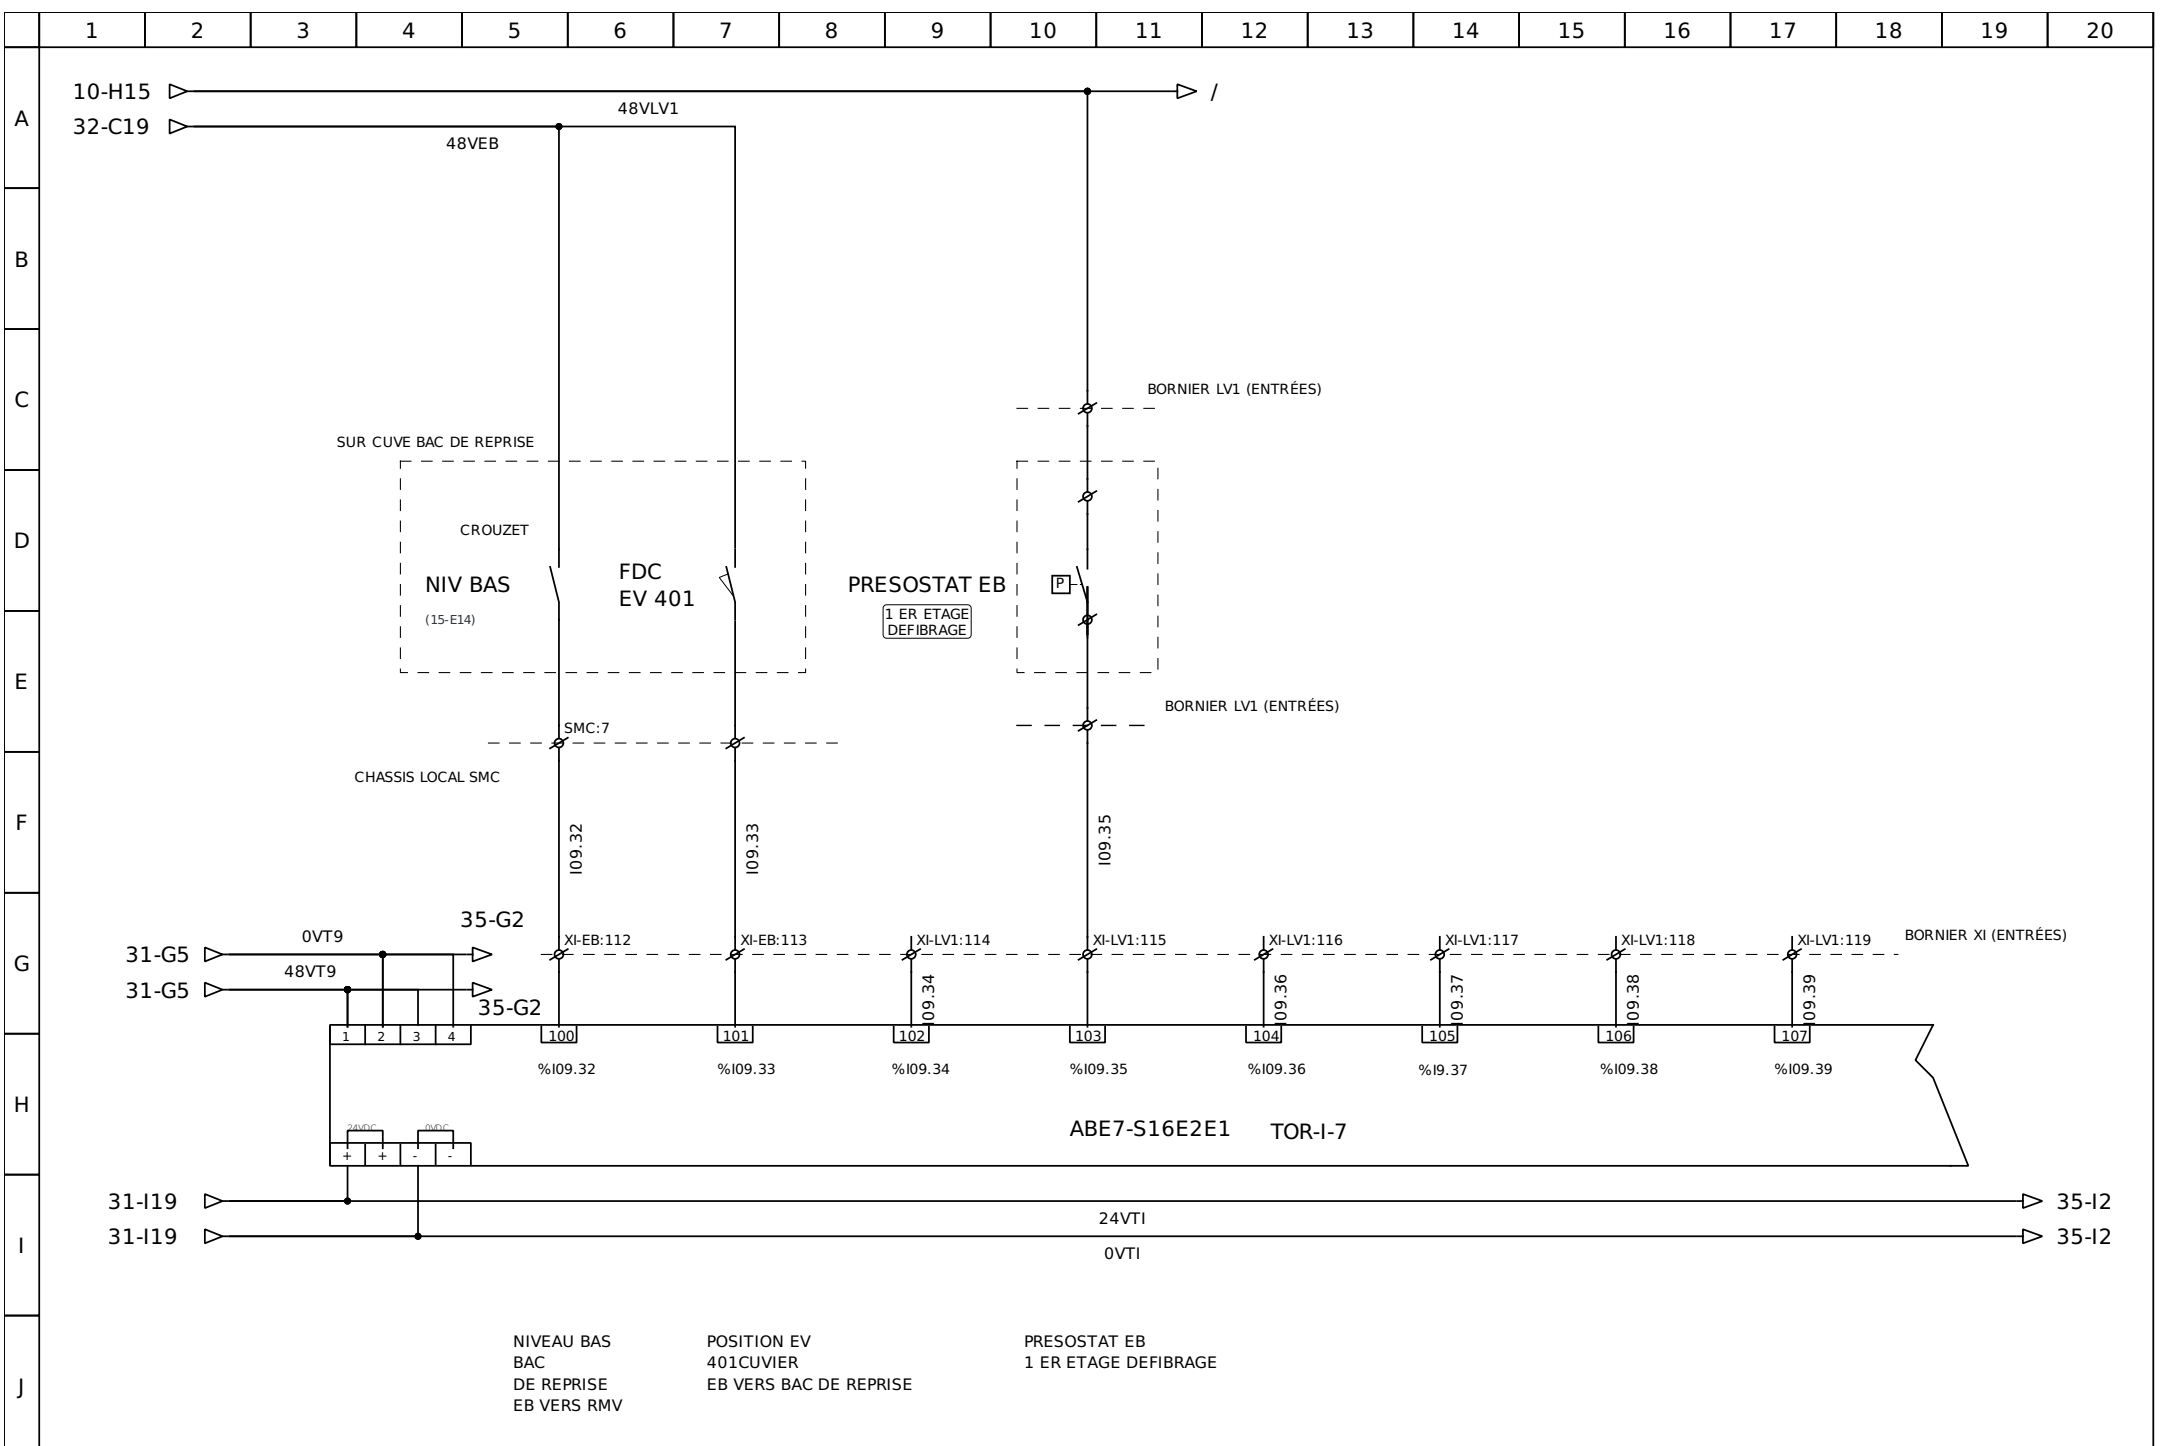 1 2 3 4 5 6 7 8 9 10 11 12 13 14 15 16 17 18 19 20
A
B
C
D
E
F
G
H
I
J
10-H15
/
48VLV1
32-C19
48VEB
BORNIER LV1 (ENTRÉES)
SUR CUVE BAC DE REPRISE
CROUZET
NIV BAS
(15-E14)
FDC
EV 401
PRESOSTAT EB
1 ER ETAGE
DEFIBRAGE
P
BORNIER LV1 (ENTRÉES)
SMC:7
CHASSIS LOCAL SMC
I09.32
I09.33
I09.35
35-G2
0VT9
31-G5
48VT9
31-G5
35-G2
XI-EB:112
XI-EB:113
XI-LV1:114
XI-LV1:115
XI-LV1:116
XI-LV1:117
XI-LV1:118
XI-LV1:119
BORNIER XI (ENTRÉES)
I09.34
I09.36
I09.37
I09.38
I09.39
1 2 3 4
100 101 102 103 104 105 106 107
%I09.32
%I09.33
%I09.34
%I09.35
%I09.36
%I9.37
%I09.38
%I09.39
ABE7-S16E2E1
TOR-I-7
24VDC
0VDC
+ + - -
31-I19
24VTI
35-I2
31-I19
0VTI
35-I2
NIVEAU BAS
BAC
DE REPRISE
EB VERS RMV
POSITION EV
401CUVIER
EB VERS BAC DE REPRISE
PRESOSTAT EB
1 ER ETAGE DEFIBRAGE